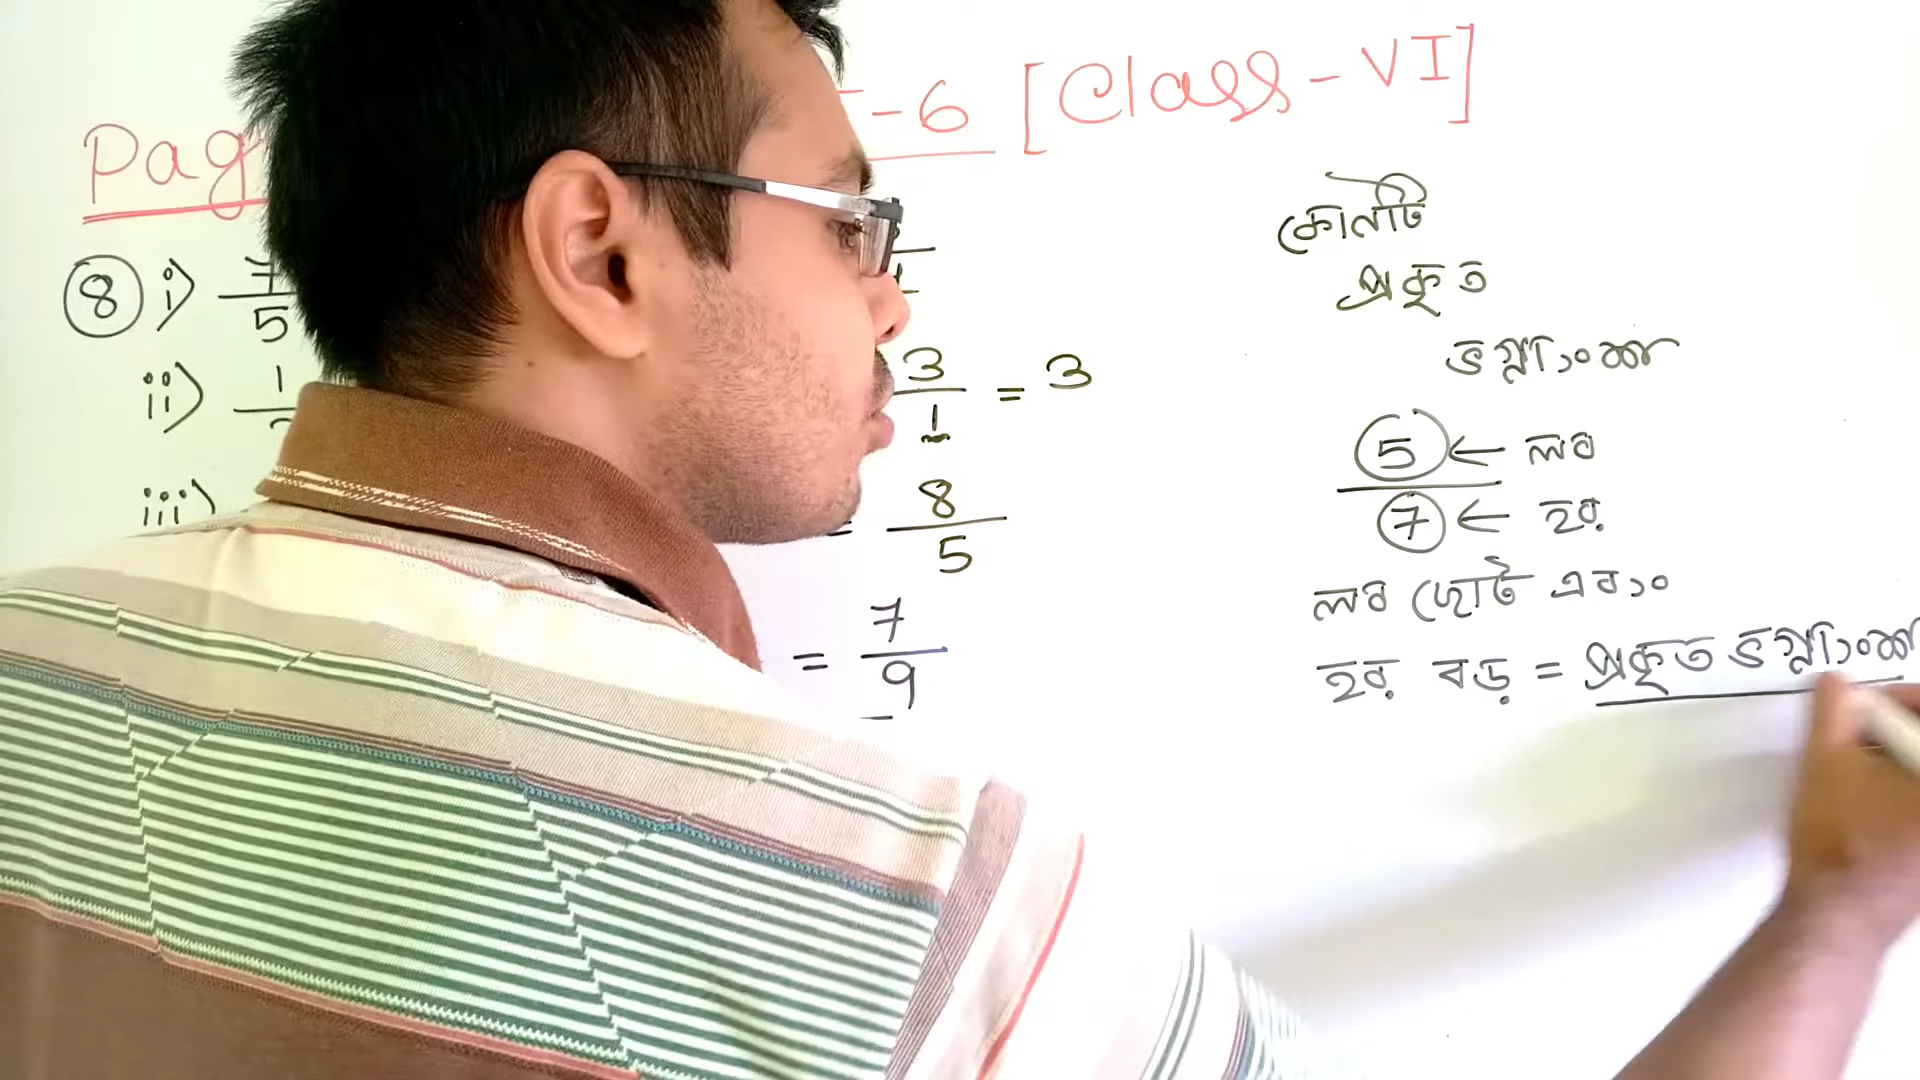 Pag -6 [Class-VI]
8 i) 7/5
ii) 1
iii)
3/1 = 3
= 8/5
= 7/9
কোনটি
প্রকৃত
ভগ্নাংশ
5 ← লব
7 ← হর
লব ছোট এবং
হর বড় = প্রকৃত ভগ্নাংশ